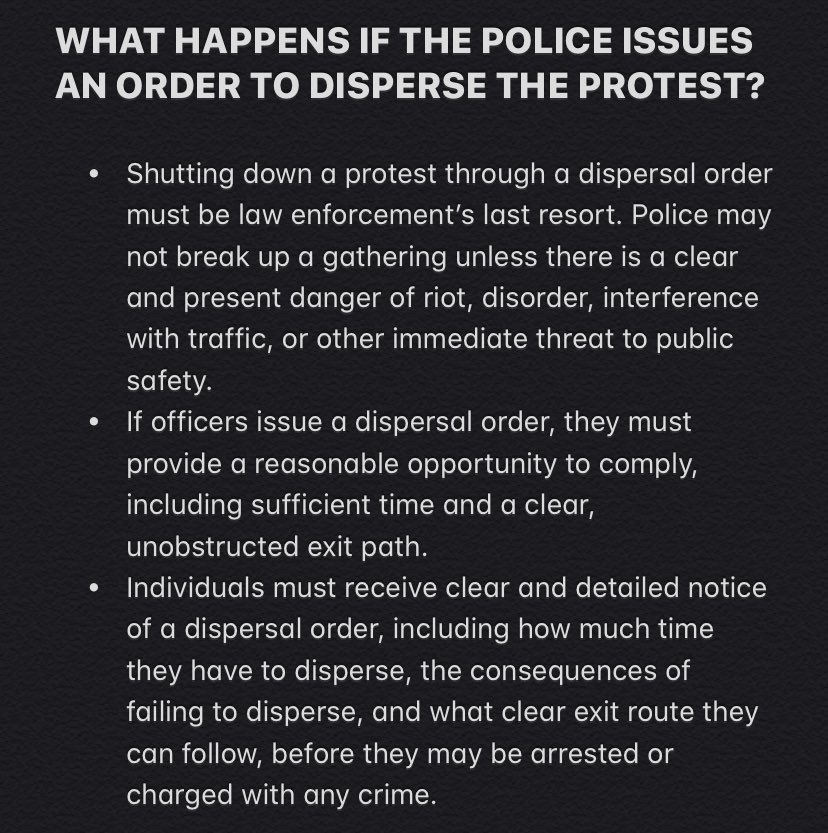 WHAT HAPPENS IF THE POLICE ISSUES
AN ORDER TO DISPERSE THE PROTEST?
• Shutting down a protest through a dispersal order
must be law enforcement’s last resort. Police may
not break up a gathering unless there is a clear
and present danger of riot, disorder, interference
with traffic, or other immediate threat to public
safety.
• If officers issue a dispersal order, they must
provide a reasonable opportunity to comply,
including sufficient time and a clear,
unobstructed exit path.
• Individuals must receive clear and detailed notice
of a dispersal order, including how much time
they have to disperse, the consequences of
failing to disperse, and what clear exit route they
can follow, before they may be arrested or
charged with any crime.